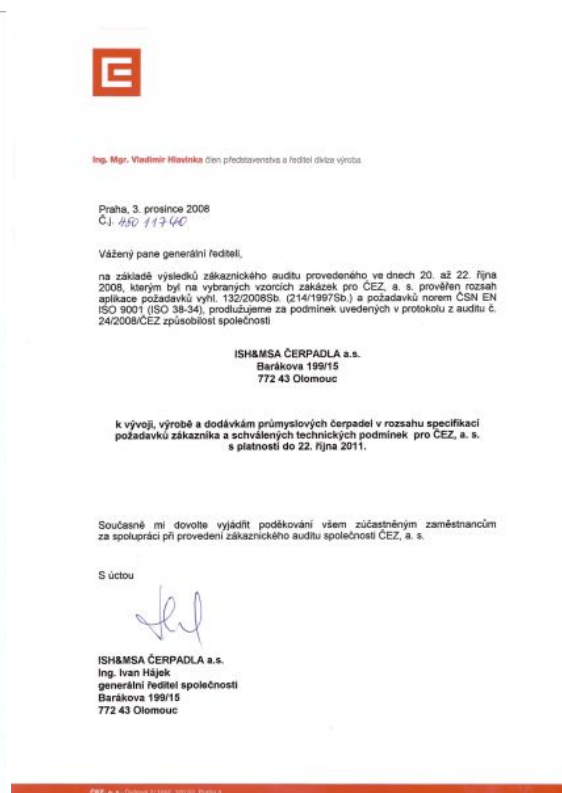 Ing. Mgr. Vladimír Hlavinka člen představenstva a ředitel divize výroba
Praha, 3. prosince 2008
Č.j. 450 11740
Vážený pane generální řediteli,
na základě výsledků zákaznického auditu provedeného ve dnech 20. až 22. října
2008, kterým byl na vybraných vzorcích zakázek pro ČEZ, a. s. prověřen rozsah
aplikace požadavků vyhl. 132/2008Sb. (214/1997Sb.) a požadavků norem ČSN EN
ISO 9001 (ISO 38-34), prodlužujeme za podmínek uvedených v protokolu z auditu č.
24/2008/ČEZ způsobilost společnosti
ISH&MSA ČERPADLA a.s.
Barákova 199/15
772 43 Olomouc
k vývoji, výrobě a dodávkám průmyslových čerpadel v rozsahu specifikací
požadavků zákazníka a schválených technických podmínek pro ČEZ, a. s.
s platností do 22. října 2011.
Současně mi dovolte vyjádřit poděkování všem zúčastněným zaměstnancům
za spolupráci při provedení zákaznického auditu společností ČEZ, a. s.
S úctou
ISH&MSA ČERPADLA a.s.
Ing. Ivan Hájek
generální ředitel společnosti
Barákova 199/15
772 43 Olomouc
ČEZ, a. s.